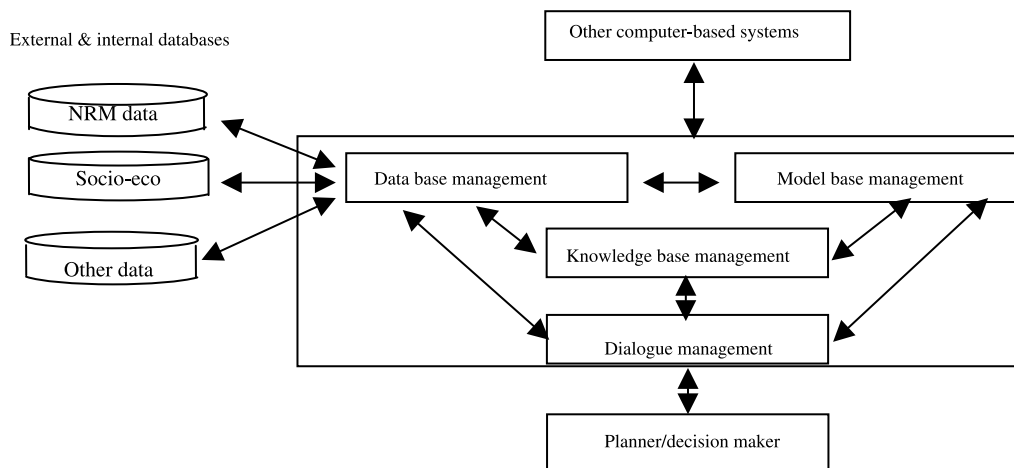 Other computer-based systems
External & internal databases
NRM data
Socio-eco
Other data
Data base management
Model base management
Knowledge base management
Dialogue management
Planner/decision maker